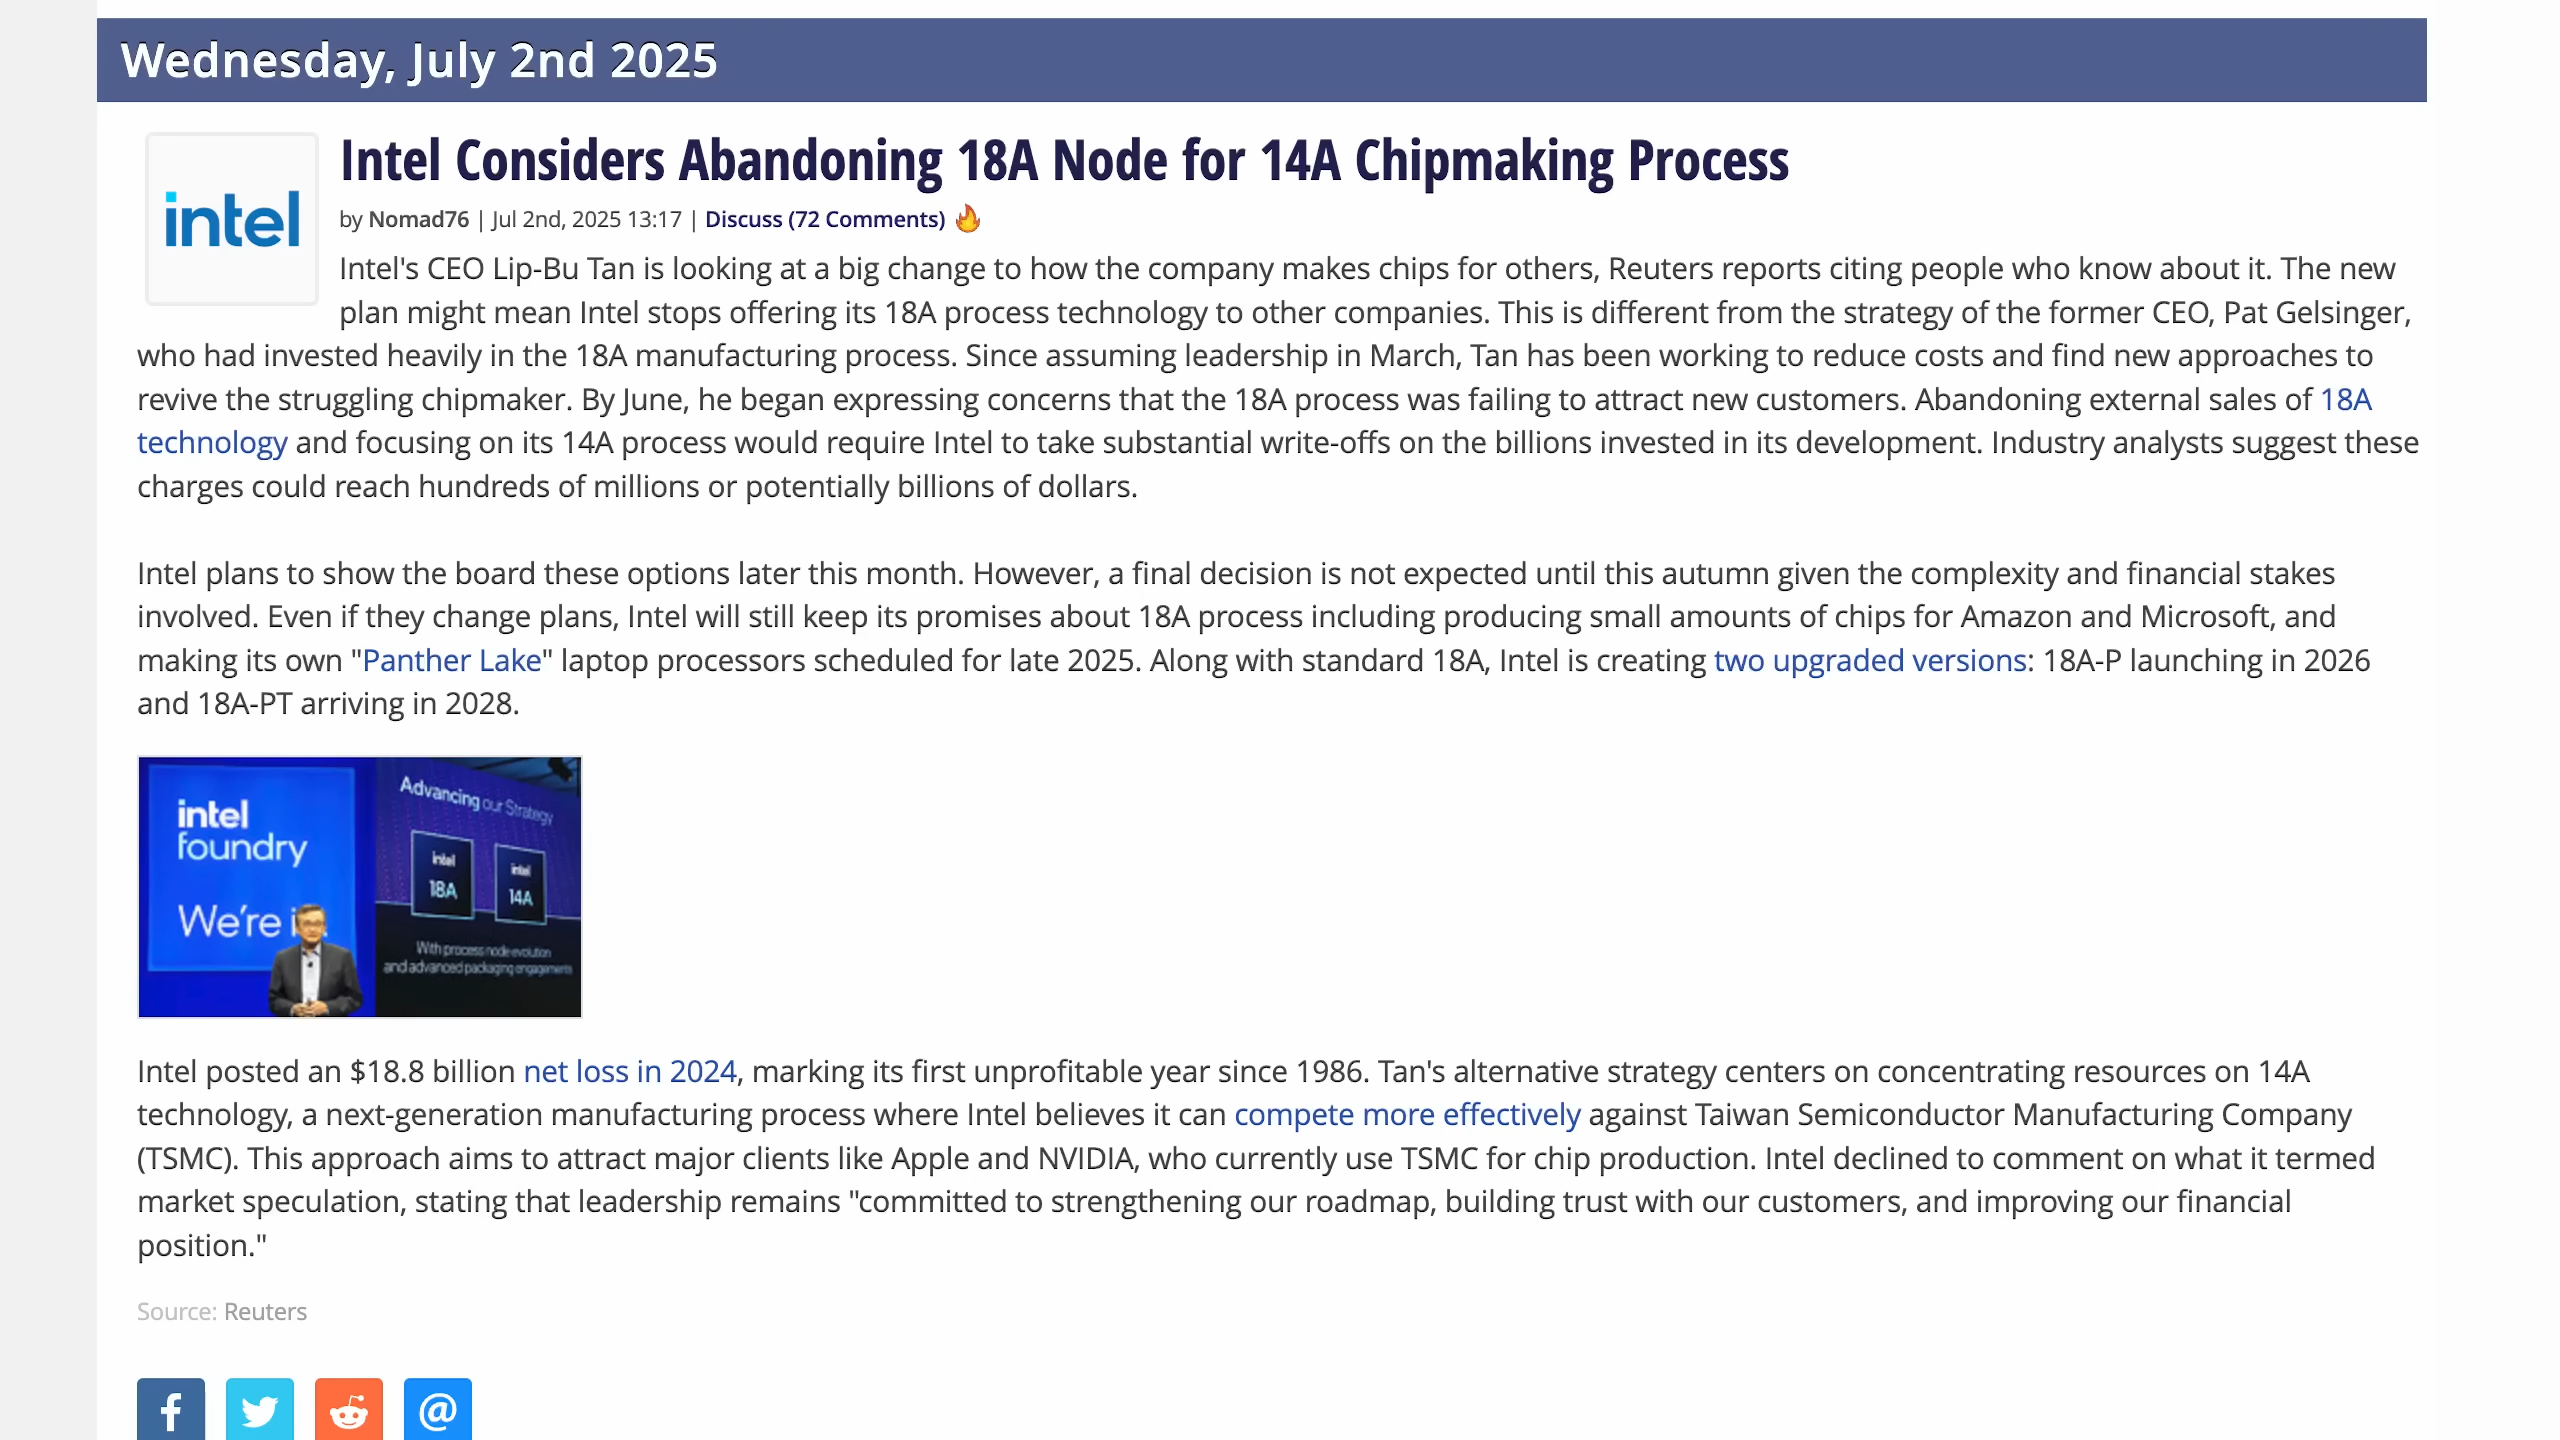 Wednesday, July 2nd 2025
intel
Intel Considers Abandoning 18A Node for 14A Chipmaking Process
by Nomad76 | Jul 2nd, 2025 13:17 | Discuss (72 Comments)
Intel's CEO Lip-Bu Tan is looking at a big change to how the company makes chips for others, Reuters reports citing people who know about it. The new
plan might mean Intel stops offering its 18A process technology to other companies. This is different from the strategy of the former CEO, Pat Gelsinger,
who had invested heavily in the 18A manufacturing process. Since assuming leadership in March, Tan has been working to reduce costs and find new approaches to
revive the struggling chipmaker. By June, he began expressing concerns that the 18A process was failing to attract new customers. Abandoning external sales of 18A
technology and focusing on its 14A process would require Intel to take substantial write-offs on the billions invested in its development. Industry analysts suggest these
charges could reach hundreds of millions or potentially billions of dollars.
Intel plans to show the board these options later this month. However, a final decision is not expected until this autumn given the complexity and financial stakes
involved. Even if they change plans, Intel will still keep its promises about 18A process including producing small amounts of chips for Amazon and Microsoft, and
making its own "Panther Lake" laptop processors scheduled for late 2025. Along with standard 18A, Intel is creating two upgraded versions: 18A-P launching in 2026
and 18A-PT arriving in 2028.
intel
foundry
We're
Advancing our Strategy
intel
18A
intel
14A
With process node evolution
and advanced packaging engagements
Intel posted an $18.8 billion net loss in 2024, marking its first unprofitable year since 1986. Tan's alternative strategy centers on concentrating resources on 14A
technology, a next-generation manufacturing process where Intel believes it can compete more effectively against Taiwan Semiconductor Manufacturing Company
(TSMC). This approach aims to attract major clients like Apple and NVIDIA, who currently use TSMC for chip production. Intel declined to comment on what it termed
market speculation, stating that leadership remains "committed to strengthening our roadmap, building trust with our customers, and improving our financial
position."
Source: Reuters
f
@